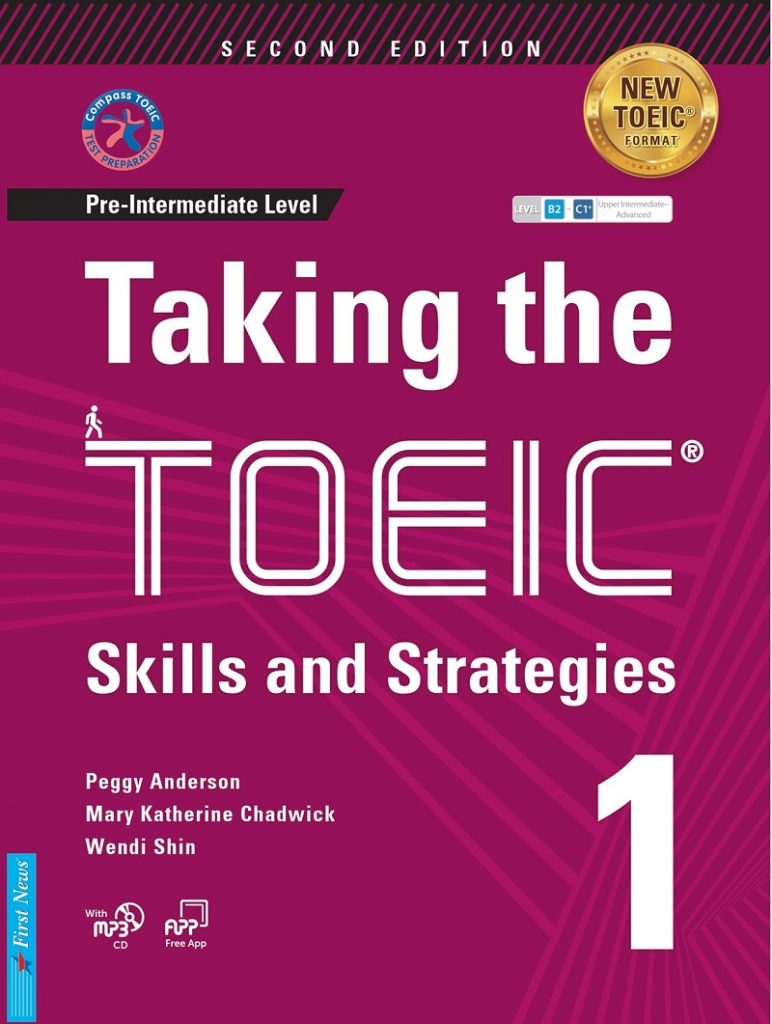 SECOND EDITION
Compass TOEIC
TEST PREPARATION
NEW
TOEIC®
FORMAT
Pre-Intermediate Level
LEVEL B2 - C1+ Upper Intermediate~
Advanced
Taking the
TOEIC®
Skills and Strategies
1
Peggy Anderson
Mary Katherine Chadwick
Wendi Shin
With
MP3
CD
APP
Free App
First News